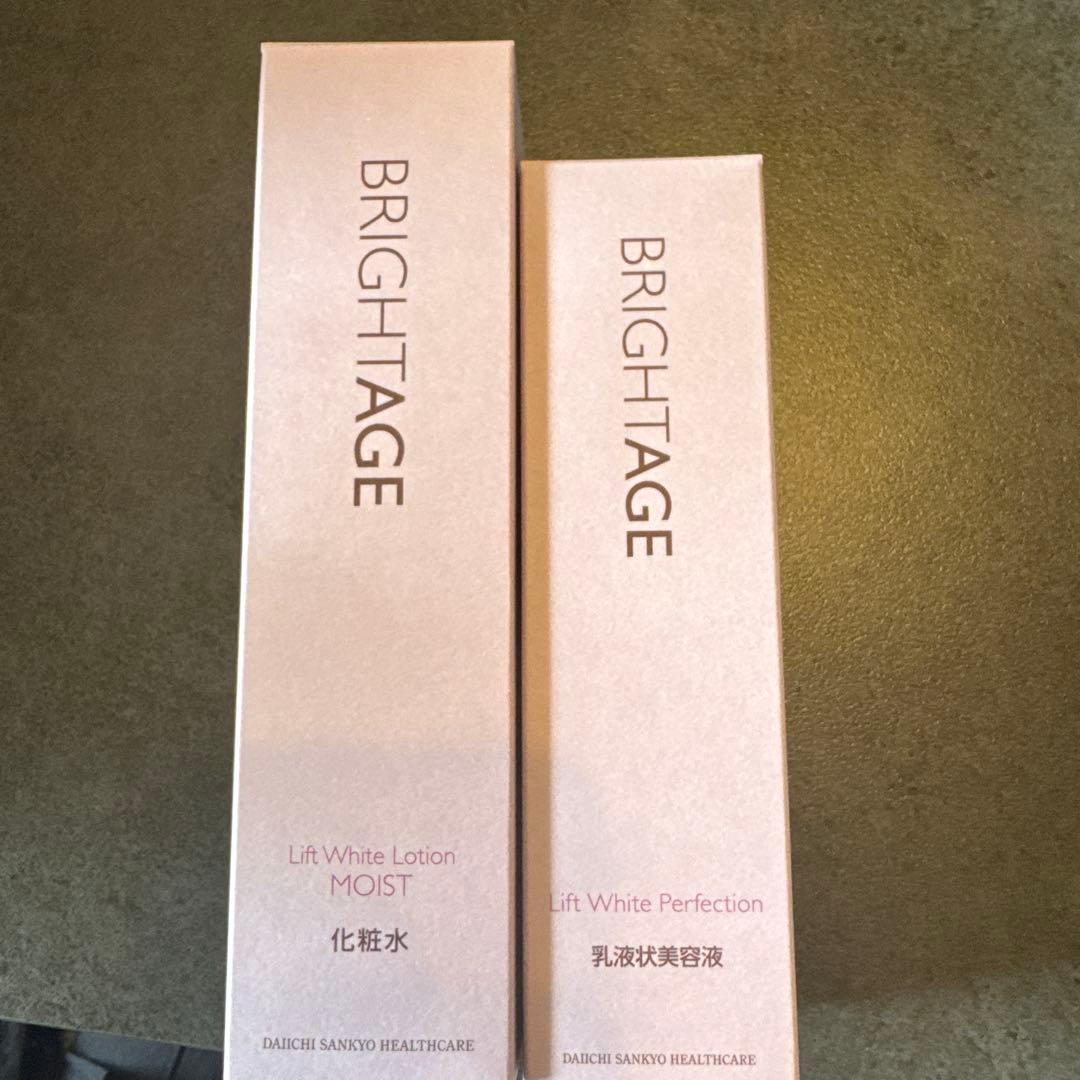 BRIGHTAGE
Lift White Lotion
MOIST
化粧水
DAIICHI SANKYO HEALTHCARE
BRIGHTAGE
Lift White Perfection
乳液状美容液
DAIICHI SANKYO HEALTHCARE